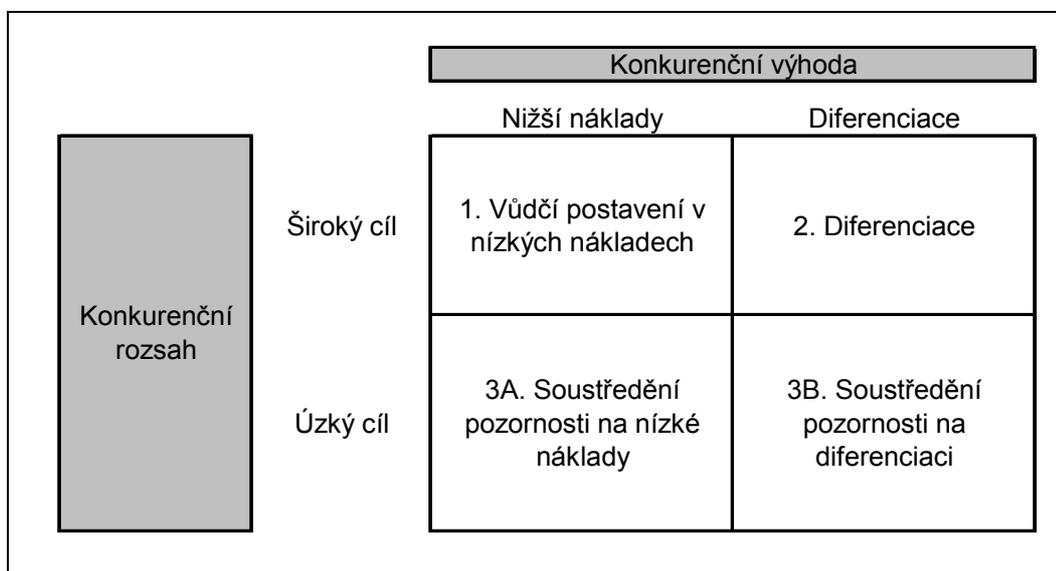 Konkurenční výhoda
Nižší náklady
Diferenciace
Konkurenční
rozsah
Široký cíl
1. Vůdčí postavení v
nízkých nákladech
2. Diferenciace
Úzký cíl
3A. Soustředění
pozornosti na nízké
náklady
3B. Soustředění
pozornosti na
diferenciaci